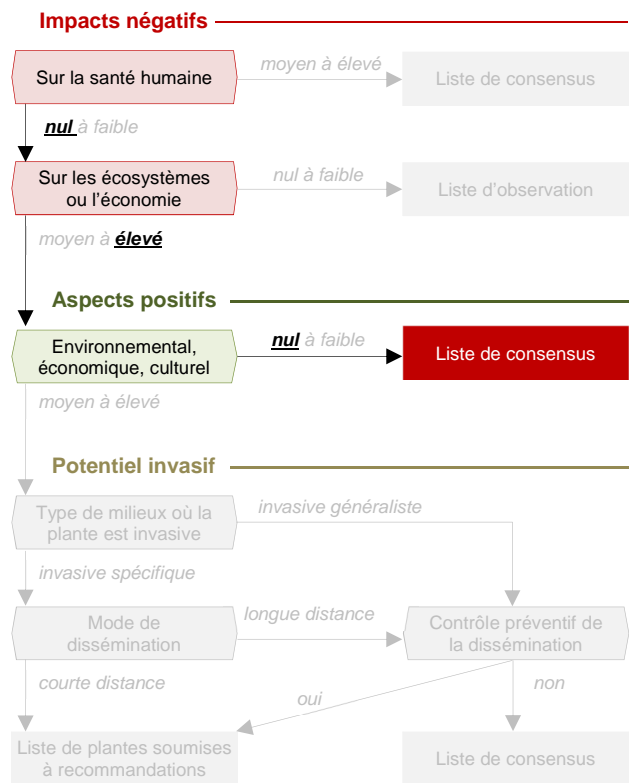 Impacts négatifs
Sur la santé humaine
moyen à élevé
Liste de consensus
nul à faible
Sur les écosystèmes
ou l'économie
nul à faible
Liste d'observation
moyen à élevé
Aspects positifs
Environnemental,
économique, culturel
nul à faible
Liste de consensus
moyen à élevé
Potentiel invasif
Type de milieux où la
plante est invasive
invasive généraliste
invasive spécifique
Mode de
dissémination
longue distance
Contrôle préventif de
la dissémination
courte distance
oui
non
Liste de plantes soumises
à recommandations
Liste de consensus